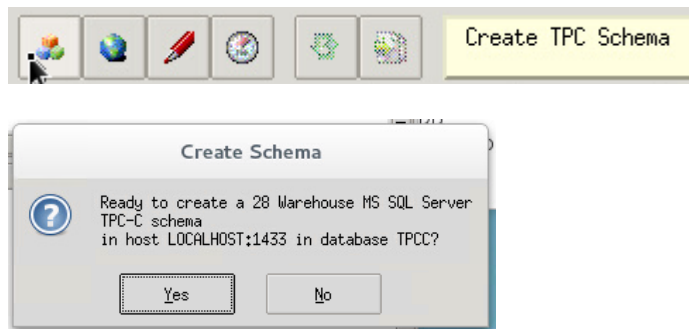 Create TPC Schema
Create Schema
Ready to create a 28 Warehouse MS SQL Server
TPC-C schema
in host LOCALHOST:1433 in database TPCC?
Yes
No